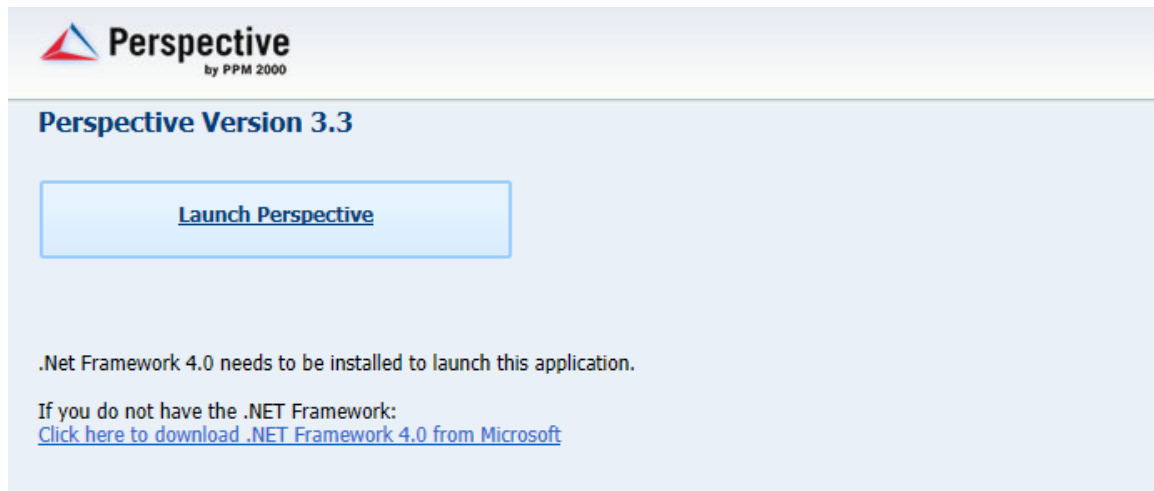 Perspective
by PPM 2000
Perspective Version 3.3
Launch Perspective
.Net Framework 4.0 needs to be installed to launch this application.
If you do not have the .NET Framework:
Click here to download .NET Framework 4.0 from Microsoft